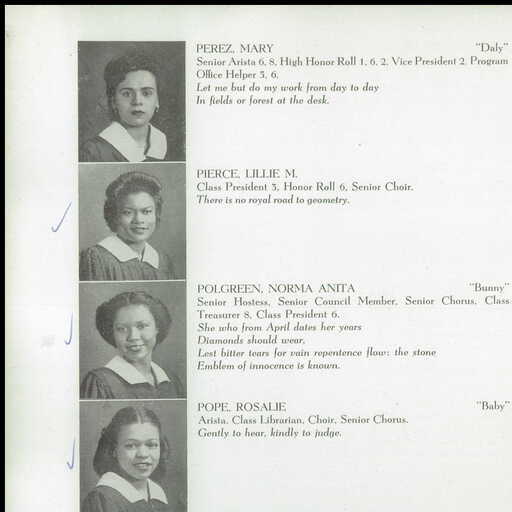 PEREZ, MARY "Daly"
Senior Arista 6, 8, High Honor Roll 1, 6, 2, Vice President 2, Program
Office Helper 5, 6.
Let me but do my work from day to day
In fields or forest at the desk.
PIERCE, LILLIE M.
Class President 3, Honor Roll 6, Senior Choir.
There is no royal road to geometry.
POLGREEN, NORMA ANITA "Bunny"
Senior Hostess, Senior Council Member, Senior Chorus, Class
Treasurer 8, Class President 6.
She who from April dates her years
Diamonds should wear,
Lest bitter tears for vain repentence flow: the stone
Emblem of innocence is known.
POPE, ROSALIE "Baby"
Arista, Class Librarian, Choir, Senior Chorus.
Gently to hear, kindly to judge.